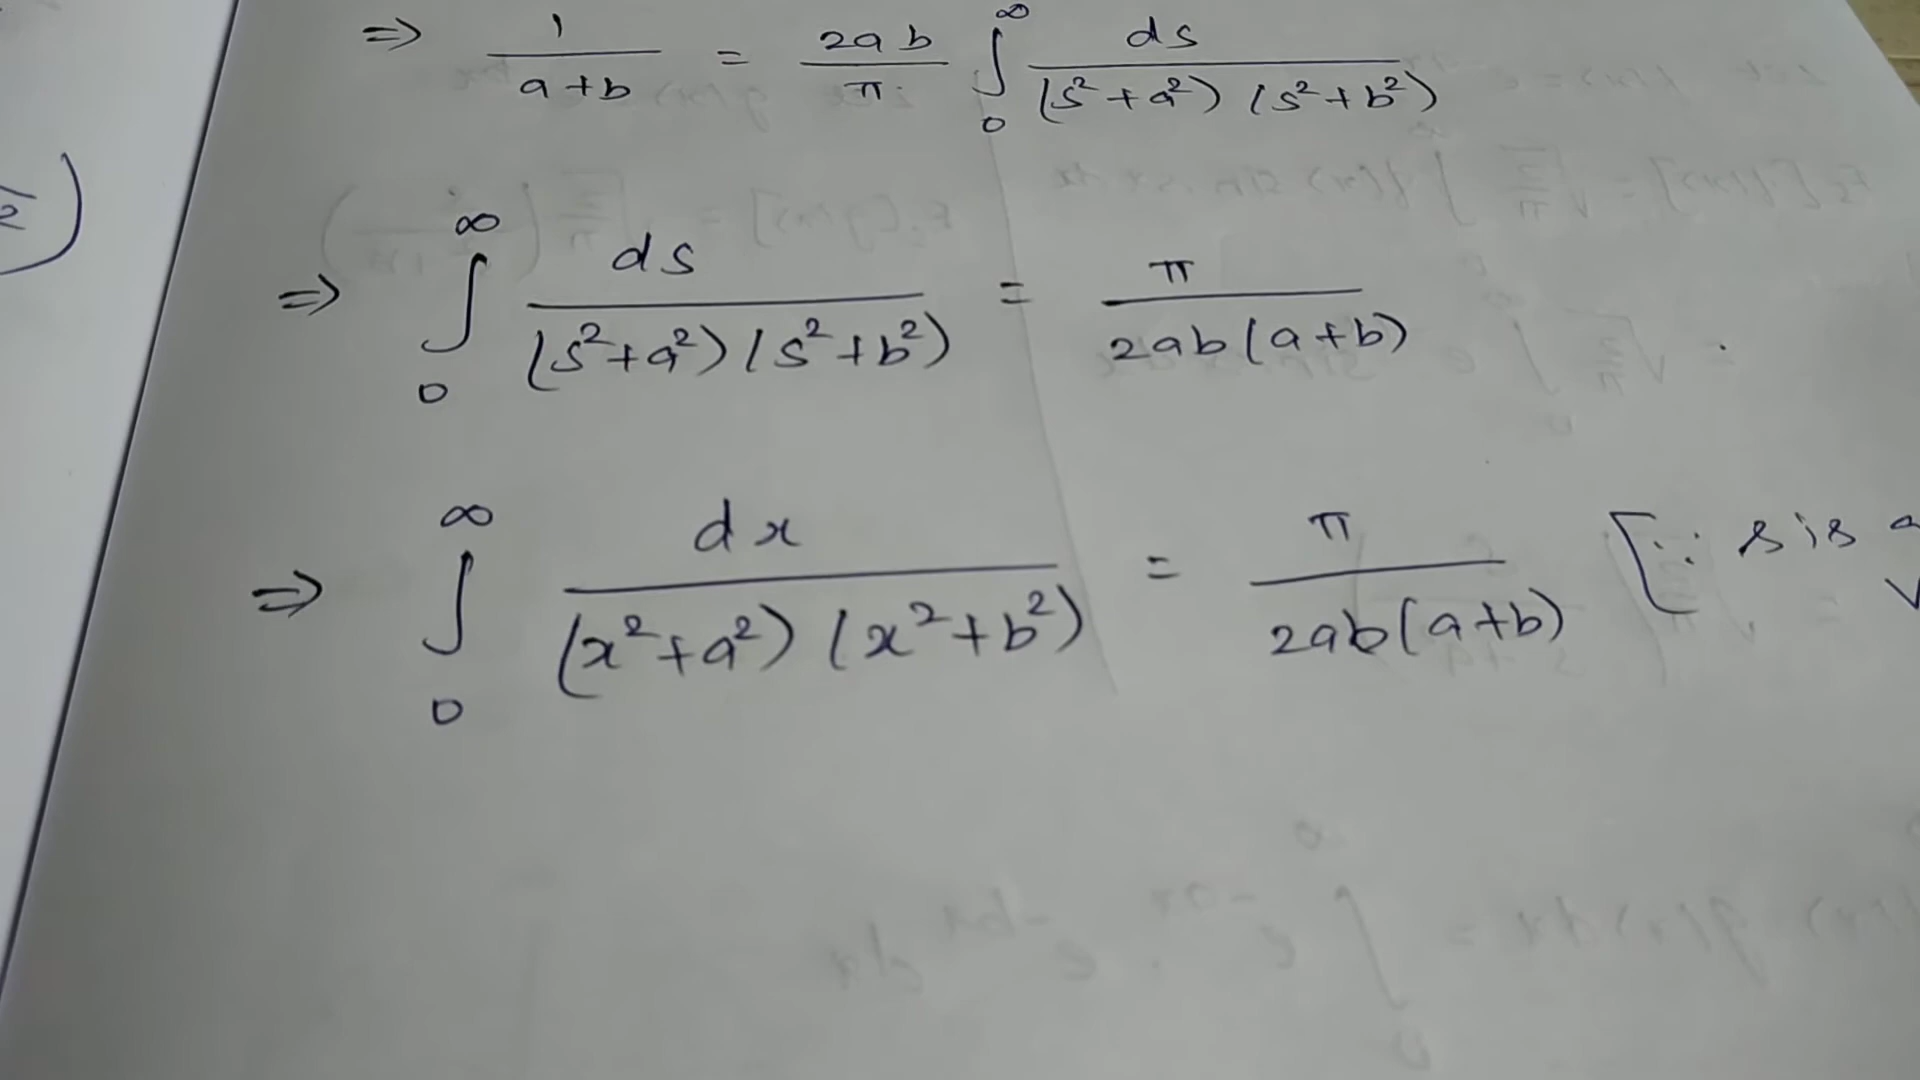 ⇒ 1/(a+b) = 2ab/π ∫₀^∞ ds/((s²+a²)(s²+b²))
⇒ ∫₀^∞ ds/((s²+a²)(s²+b²)) = π/(2ab(a+b)).
⇒ ∫₀^∞ dx/((x²+a²)(x²+b²)) = π/(2ab(a+b)) [∵ s is a
2)